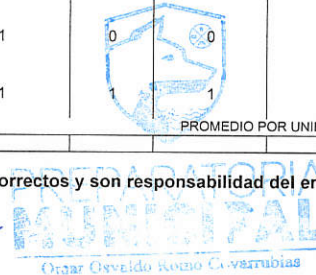 1 0 0
1 1 1
PROMEDIO POR UNI
orrectos y son responsabilidad del er
PREPARATORIA
MUNICIPAL
Omar Osvaldo Romo Covarrubias